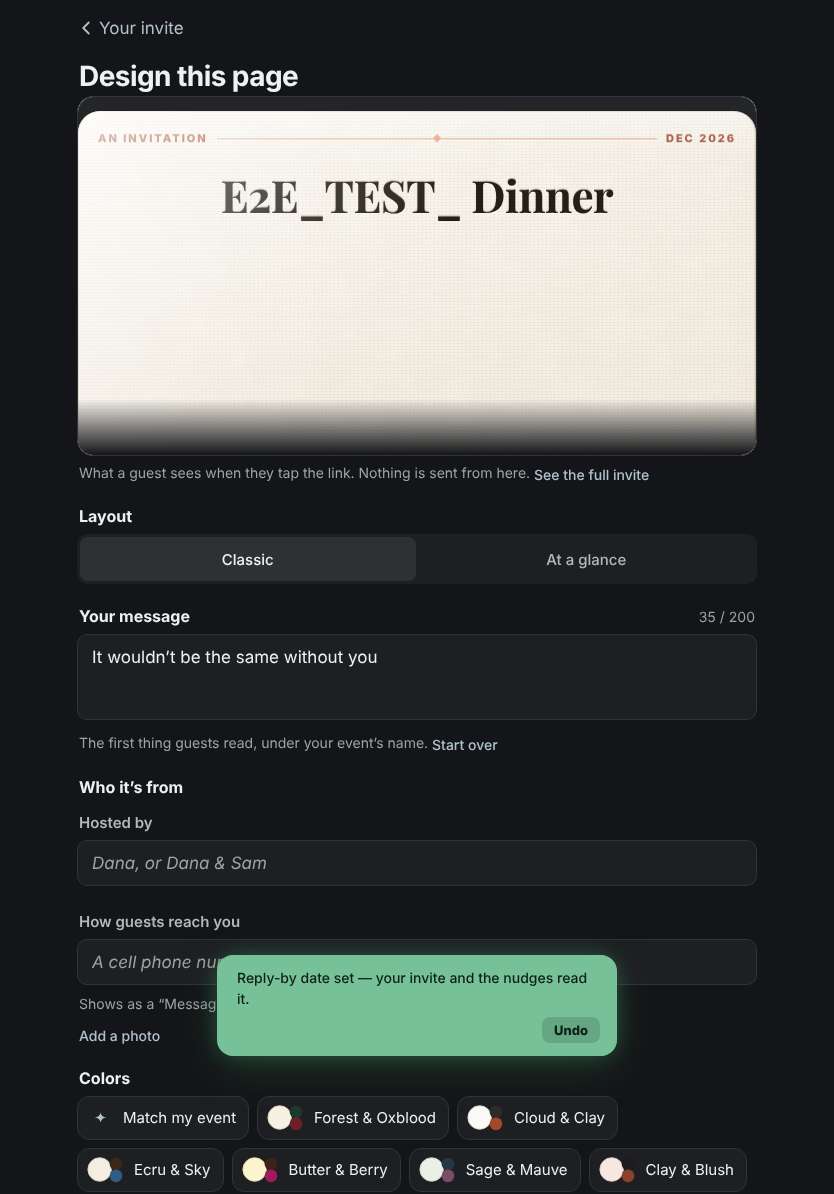 Your invite
Design this page
AN INVITATION
DEC 2026
E2E_TEST_ Dinner
What a guest sees when they tap the link. Nothing is sent from here. See the full invite
Layout
Classic
At a glance
Your message
35 / 200
It wouldn’t be the same without you
The first thing guests read, under your event’s name. Start over
Who it’s from
Hosted by
Dana, or Dana & Sam
How guests reach you
A cell phone
Shows as a
Reply-by date set — your invite and the nudges read
it.
Undo
Add a photo
Colors
Match my event
Forest & Oxblood
Cloud & Clay
Ecru & Sky
Butter & Berry
Sage & Mauve
Clay & Blush